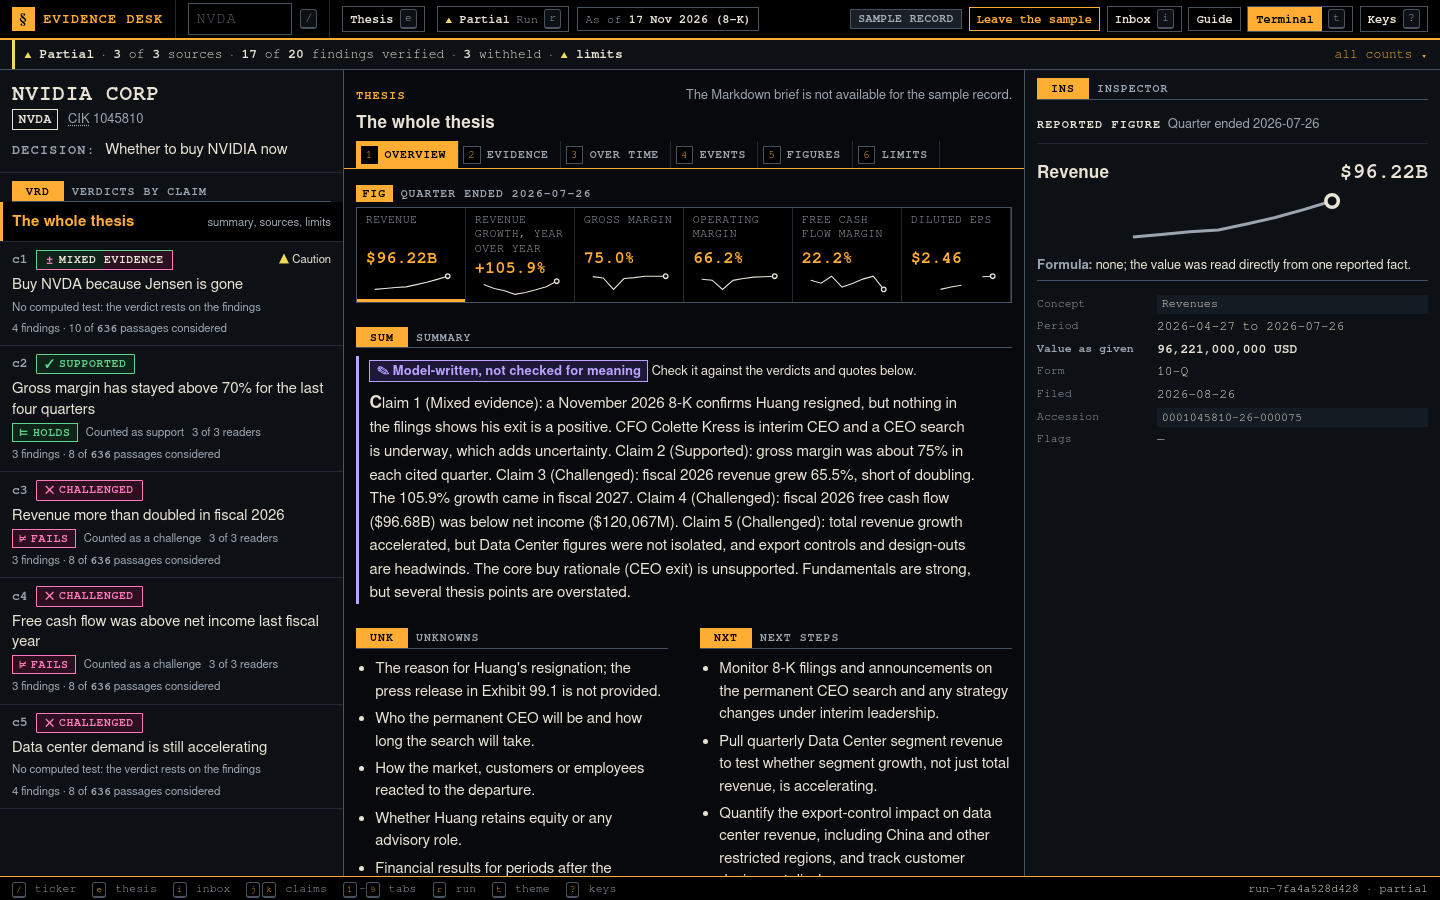 § EVIDENCE DESK NVDA / Thesis e ▲ Partial Run r As of 17 Nov 2026 (8-K) SAMPLE RECORD Leave the sample Inbox i Guide Terminal t Keys ?
▲ Partial · 3 of 3 sources · 17 of 20 findings verified · 3 withheld · ▲ limits all counts ▾
NVIDIA CORP
NVDA CIK 1045810
DECISION: Whether to buy NVIDIA now
VRD VERDICTS BY CLAIM
The whole thesis summary, sources, limits
c1 ± MIXED EVIDENCE ▲ Caution
Buy NVDA because Jensen is gone
No computed test: the verdict rests on the findings
4 findings · 10 of 636 passages considered
c2 ✓ SUPPORTED
Gross margin has stayed above 70% for the last
four quarters
⊨ HOLDS Counted as support 3 of 3 readers
3 findings · 8 of 636 passages considered
c3 ✕ CHALLENGED
Revenue more than doubled in fiscal 2026
⊭ FAILS Counted as a challenge 3 of 3 readers
3 findings · 8 of 636 passages considered
c4 ✕ CHALLENGED
Free cash flow was above net income last fiscal
year
⊭ FAILS Counted as a challenge 3 of 3 readers
3 findings · 8 of 636 passages considered
c5 ✕ CHALLENGED
Data center demand is still accelerating
No computed test: the verdict rests on the findings
4 findings · 8 of 636 passages considered
THESIS The Markdown brief is not available for the sample record.
The whole thesis
1 OVERVIEW 2 EVIDENCE 3 OVER TIME 4 EVENTS 5 FIGURES 6 LIMITS
FIG QUARTER ENDED 2026-07-26
REVENUE
$96.22B
REVENUE
GROWTH, YEAR
OVER YEAR
+105.9%
GROSS MARGIN
75.0%
OPERATING
MARGIN
66.2%
FREE CASH
FLOW MARGIN
22.2%
DILUTED EPS
$2.46
SUM SUMMARY
✎ Model-written, not checked for meaning Check it against the verdicts and quotes below.
Claim 1 (Mixed evidence): a November 2026 8-K confirms Huang resigned, but nothing in
the filings shows his exit is a positive. CFO Colette Kress is interim CEO and a CEO search
is underway, which adds uncertainty. Claim 2 (Supported): gross margin was about 75% in
each cited quarter. Claim 3 (Challenged): fiscal 2026 revenue grew 65.5%, short of doubling.
The 105.9% growth came in fiscal 2027. Claim 4 (Challenged): fiscal 2026 free cash flow
($96.68B) was below net income ($120,067M). Claim 5 (Challenged): total revenue growth
accelerated, but Data Center figures were not isolated, and export controls and design-outs
are headwinds. The core buy rationale (CEO exit) is unsupported. Fundamentals are strong,
but several thesis points are overstated.
UNK UNKNOWNS
• The reason for Huang's resignation; the
press release in Exhibit 99.1 is not provided.
• Who the permanent CEO will be and how
long the search will take.
• How the market, customers or employees
reacted to the departure.
• Whether Huang retains equity or any
advisory role.
• Financial results for periods after the
NXT NEXT STEPS
• Monitor 8-K filings and announcements on
the permanent CEO search and any strategy
changes under interim leadership.
• Pull quarterly Data Center segment revenue
to test whether segment growth, not just total
revenue, is accelerating.
• Quantify the export-control impact on data
center revenue, including China and other
restricted regions, and track customer
INS INSPECTOR
REPORTED FIGURE Quarter ended 2026-07-26
Revenue $96.22B
Formula: none; the value was read directly from one reported fact.
Concept Revenues
Period 2026-04-27 to 2026-07-26
Value as given 96,221,000,000 USD
Form 10-Q
Filed 2026-08-26
Accession 0001045810-26-000075
Flags —
/ ticker e thesis i inbox j k claims 1-9 tabs r run t theme ? keys run-7fa4a528d428 · partial